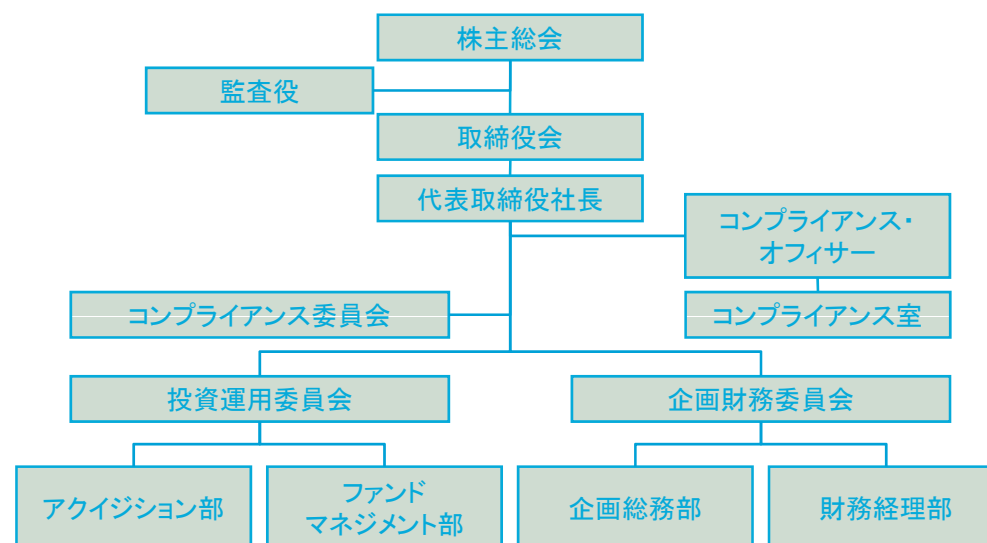 株主総会
監査役
取締役会
代表取締役社長
コンプライアンス・
オフィサー
コンプライアンス委員会
コンプライアンス室
投資運用委員会
企画財務委員会
アクイジション部
ファンド
マネジメント部
企画総務部
財務経理部